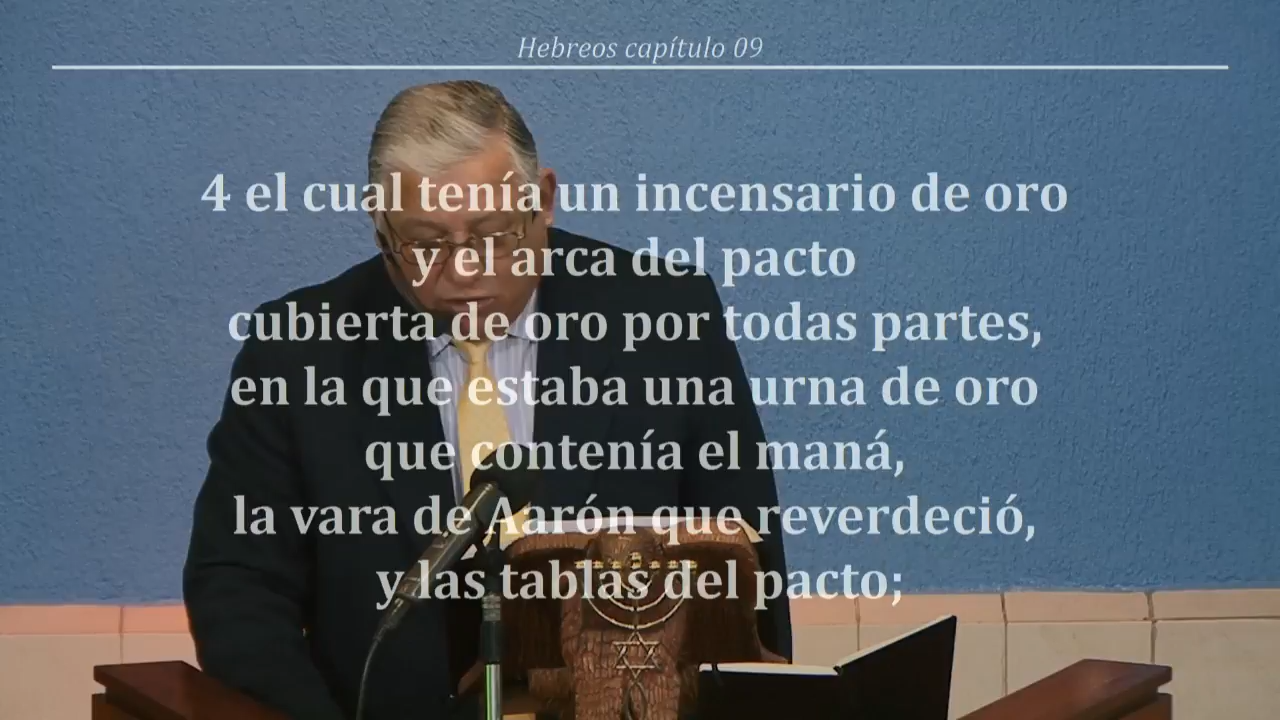 Hebreos capítulo 09
4 el cual tenía un incensario de oro
y el arca del pacto
cubierta de oro por todas partes,
en la que estaba una urna de oro
que contenía el maná,
la vara de Aarón que reverdeció,
y las tablas del pacto;